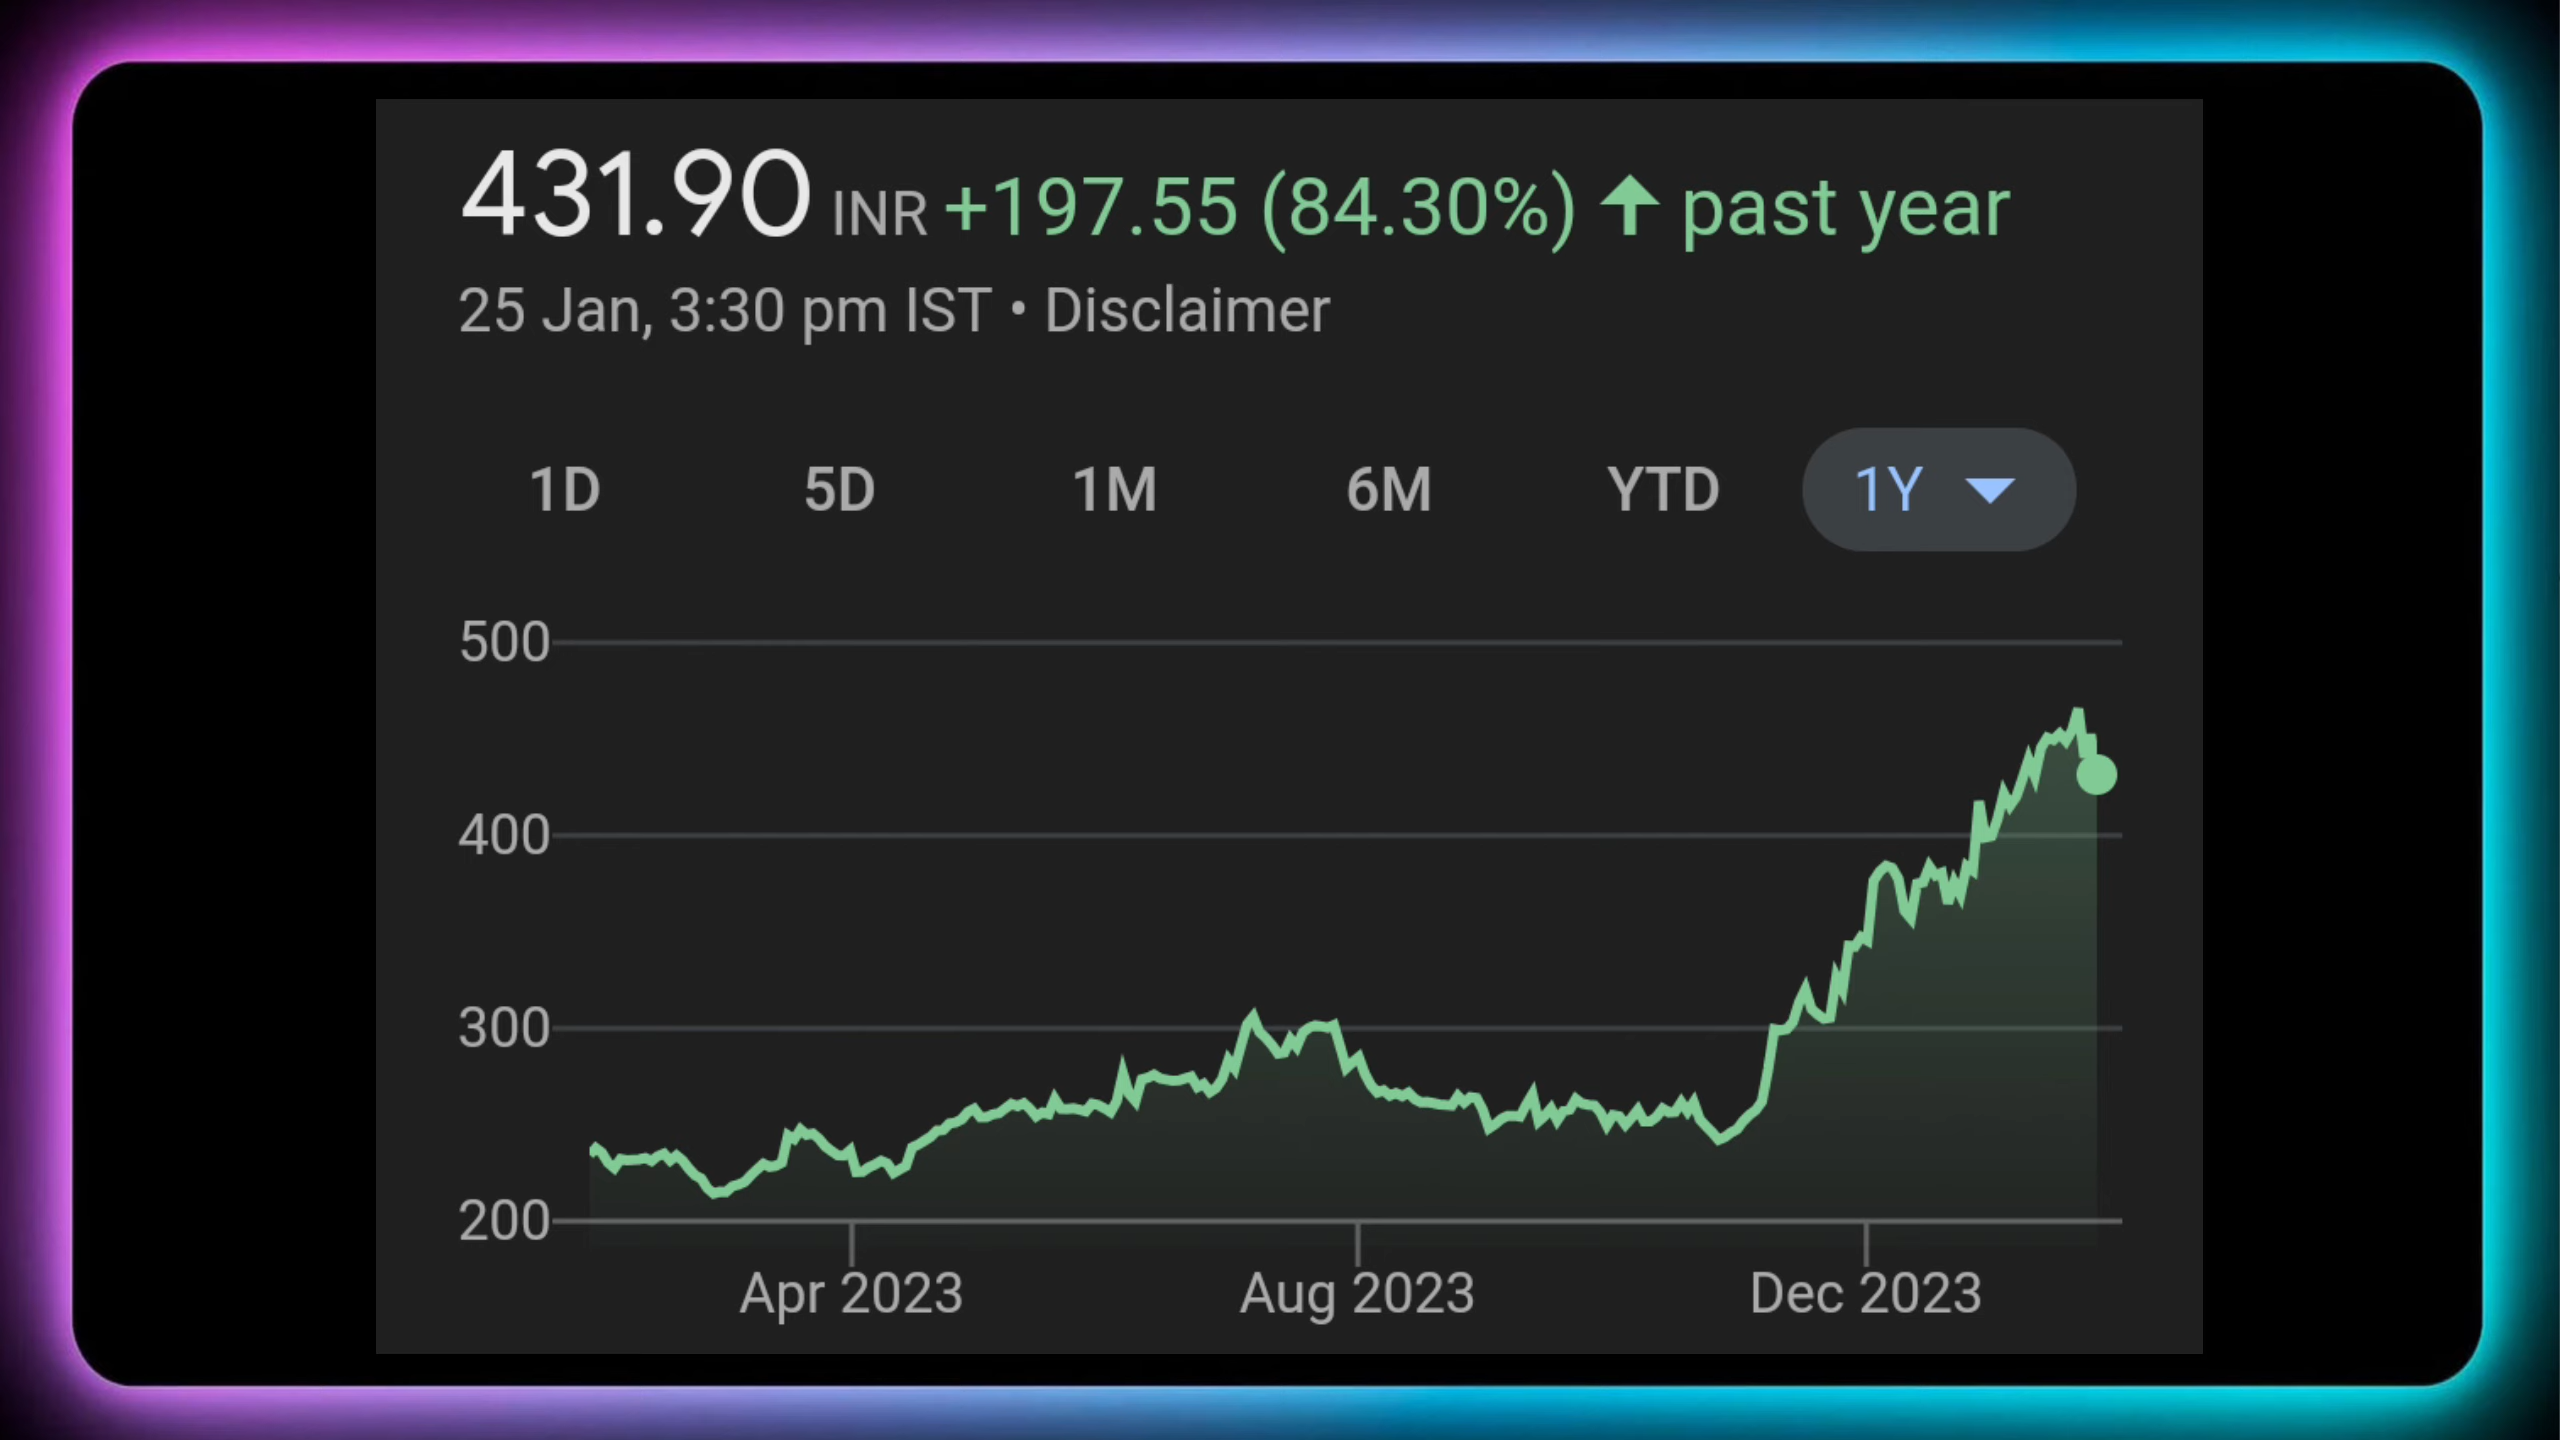 431.90 INR +197.55 (84.30%) ↑ past year
25 Jan, 3:30 pm IST • Disclaimer
1D 5D 1M 6M YTD 1Y
500
400
300
200
Apr 2023 Aug 2023 Dec 2023